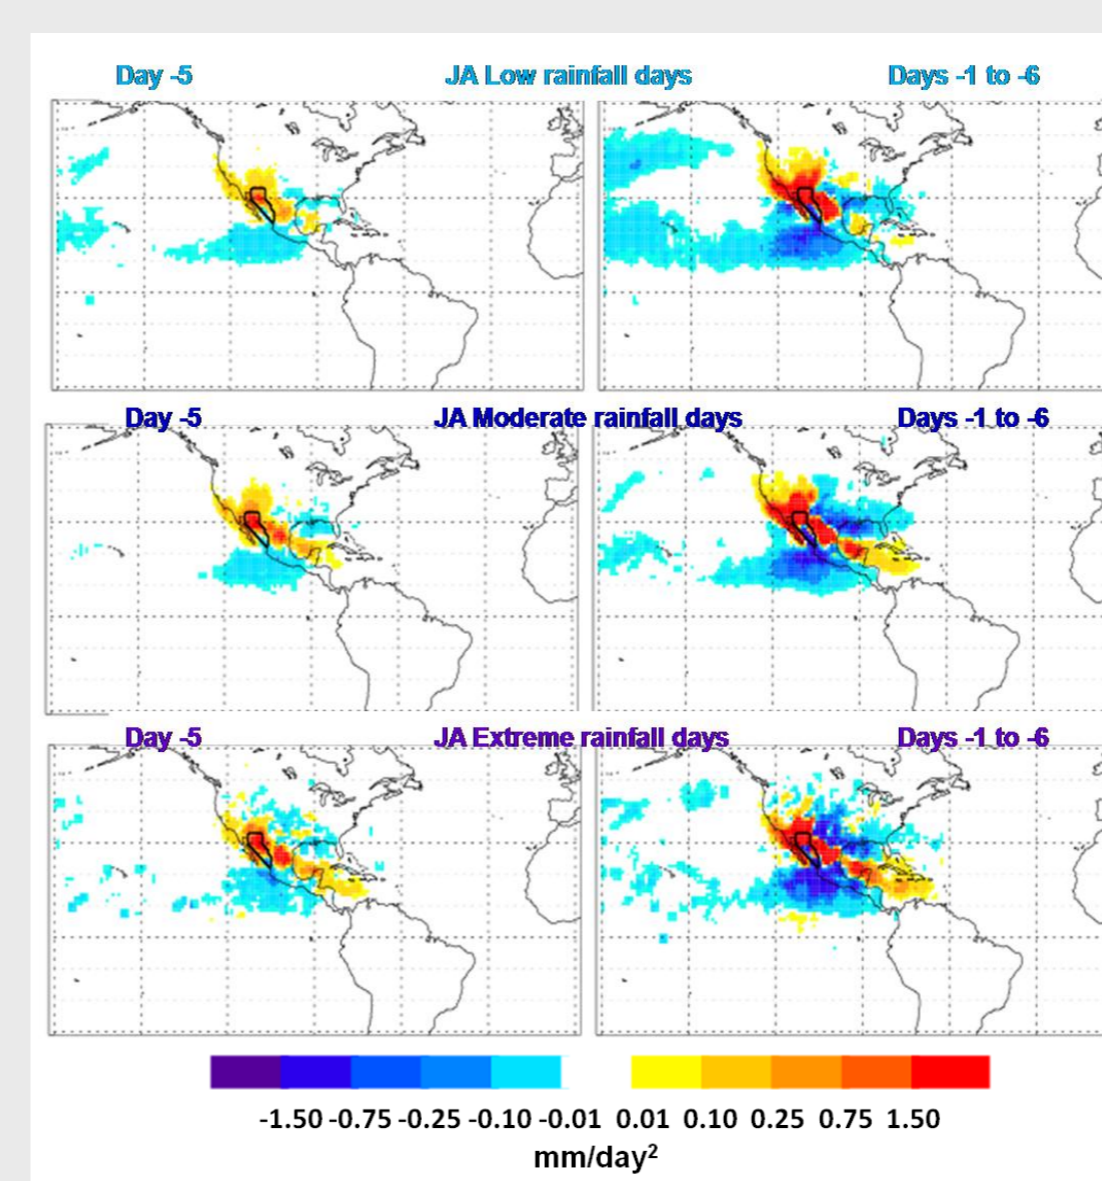 Day -5 JA Low rainfall days Days -1 to -6
Day -5 JA Moderate rainfall days Days -1 to -6
Day -5 JA Extreme rainfall days Days -1 to -6
-1.50 -0.75 -0.25 -0.10 -0.01 0.01 0.10 0.25 0.75 1.50
mm/day²